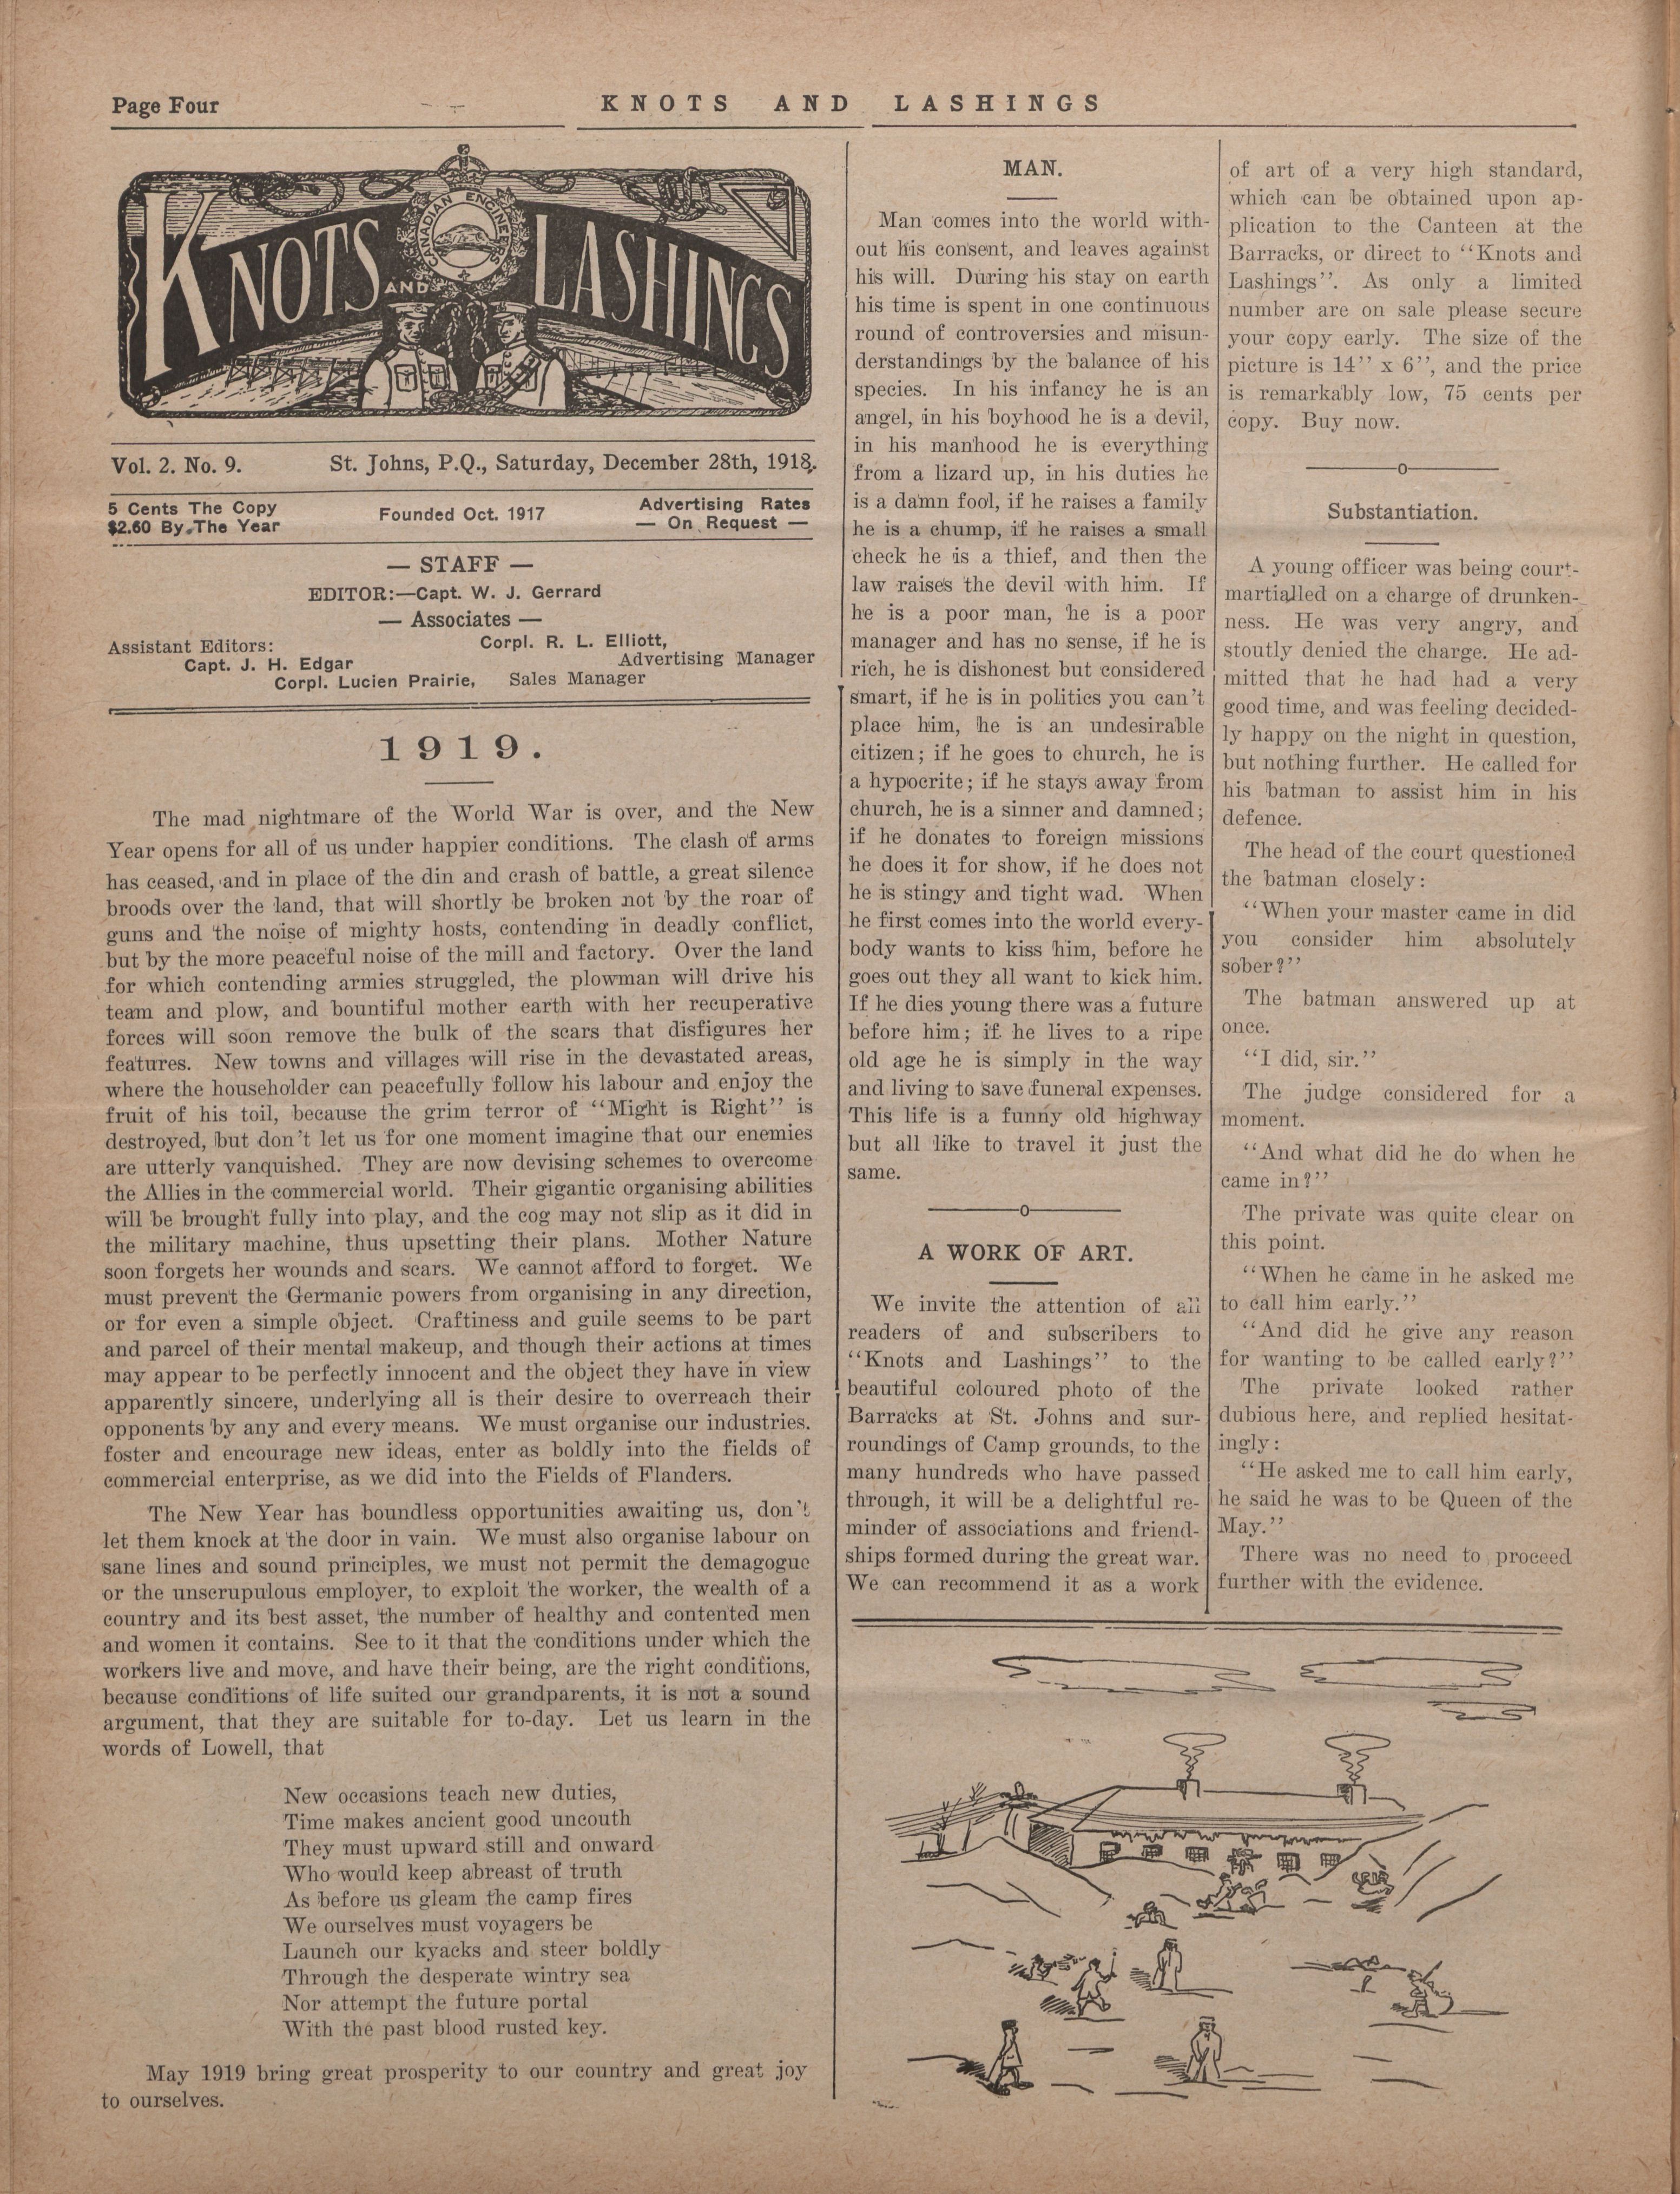 Page Four
KNOTS AND LASHINGS
KNOTS AND LASHINGS
CANADIAN ENGINEERS
Vol. 2. No. 9. St. Johns, P.Q., Saturday, December 28th, 1918.
5 Cents The Copy
$2.60 By The Year
Founded Oct. 1917
Advertising Rates
— On Request —
— STAFF —
EDITOR:—Capt. W. J. Gerrard
— Associates —
Assistant Editors:
Capt. J. H. Edgar
Corpl. R. L. Elliott,
Advertising Manager
Corpl. Lucien Prairie, Sales Manager
1919.
The mad nightmare of the World War is over, and the New
Year opens for all of us under happier conditions. The clash of arms
has ceased, and in place of the din and crash of battle, a great silence
broods over the land, that will shortly be broken not by the roar of
guns and the noise of mighty hosts, contending in deadly conflict,
but by the more peaceful noise of the mill and factory. Over the land
for which contending armies struggled, the plowman will drive his
team and plow, and bountiful mother earth with her recuperative
forces will soon remove the bulk of the scars that disfigures her
features. New towns and villages will rise in the devastated areas,
where the householder can peacefully follow his labour and enjoy the
fruit of his toil, because the grim terror of ‘‘Might is Right’’ is
destroyed, but don’t let us for one moment imagine that our enemies
are utterly vanquished. They are now devising schemes to overcome
the Allies in the commercial world. Their gigantic organising abilities
will be brought fully into play, and the cog may not slip as it did in
the military machine, thus upsetting their plans. Mother Nature
soon forgets her wounds and scars. We cannot afford to forget. We
must prevent the Germanic powers from organising in any direction,
or for even a simple object. Craftiness and guile seems to be part
and parcel of their mental makeup, and though their actions at times
may appear to be perfectly innocent and the object they have in view
apparently sincere, underlying all is their desire to overreach their
opponents by any and every means. We must organise our industries.
foster and encourage new ideas, enter as boldly into the fields of
commercial enterprise, as we did into the Fields of Flanders.
The New Year has boundless opportunities awaiting us, don’t
let them knock at the door in vain. We must also organise labour on
sane lines and sound principles, we must not permit the demagogue
or the unscrupulous employer, to exploit the worker, the wealth of a
country and its best asset, the number of healthy and contented men
and women it contains. See to it that the conditions under which the
workers live and move, and have their being, are the right conditions,
because conditions of life suited our grandparents, it is not a sound
argument, that they are suitable for to-day. Let us learn in the
words of Lowell, that
New occasions teach new duties,
Time makes ancient good uncouth
They must upward still and onward
Who would keep abreast of truth
As before us gleam the camp fires
We ourselves must voyagers be
Launch our kyacks and steer boldly
Through the desperate wintry sea
Nor attempt the future portal
With the past blood rusted key.
May 1919 bring great prosperity to our country and great joy
to ourselves.
MAN.
Man comes into the world with-
out his consent, and leaves against
his will. During his stay on earth
his time is spent in one continuous
round of controversies and misun-
derstandings by the balance of his
species. In his infancy he is an
angel, in his boyhood he is a devil,
in his manhood he is everything
from a lizard up, in his duties he
is a damn fool, if he raises a family
he is a chump, if he raises a small
check he is a thief, and then the
law raises the devil with him. If
he is a poor man, he is a poor
manager and has no sense, if he is
rich, he is dishonest but considered
smart, if he is in politics you can’t
place him, he is an undesirable
citizen; if he goes to church, he is
a hypocrite; if he stays away from
church, he is a sinner and damned;
if he donates to foreign missions
he does it for show, if he does not
he is stingy and tight wad. When
he first comes into the world every-
body wants to kiss him, before he
goes out they all want to kick him.
If he dies young there was a future
before him; if he lives to a ripe
old age he is simply in the way
and living to save funeral expenses.
This life is a funny old highway
but all like to travel it just the
same.
A WORK OF ART.
We invite the attention of all
readers of and subscribers to
‘‘Knots and Lashings’’ to the
beautiful coloured photo of the
Barracks at St. Johns and sur-
roundings of Camp grounds, to the
many hundreds who have passed
through, it will be a delightful re-
minder of associations and friend-
ships formed during the great war.
We can recommend it as a work
of art of a very high standard,
which can be obtained upon ap-
plication to the Canteen at the
Barracks, or direct to ‘‘Knots and
Lashings’’. As only a limited
number are on sale please secure
your copy early. The size of the
picture is 14’’ x 6’’, and the price
is remarkably low, 75 cents per
copy. Buy now.
Substantiation.
A young officer was being court-
martialled on a charge of drunken-
ness. He was very angry, and
stoutly denied the charge. He ad-
mitted that he had had a very
good time, and was feeling decided-
ly happy on the night in question,
but nothing further. He called for
his batman to assist him in his
defence.
The head of the court questioned
the batman closely:
‘‘When your master came in did
you consider him absolutely
sober?’’
The batman answered up at
once.
‘‘I did, sir.’’
The judge considered for a
moment.
‘‘And what did he do when he
came in?’’
The private was quite clear on
this point.
‘‘When he came in he asked me
to call him early.’’
‘‘And did he give any reason
for wanting to be called early?’’
The private looked rather
dubious here, and replied hesitat-
ingly:
‘‘He asked me to call him early,
he said he was to be Queen of the
May.’’
There was no need to proceed
further with the evidence.